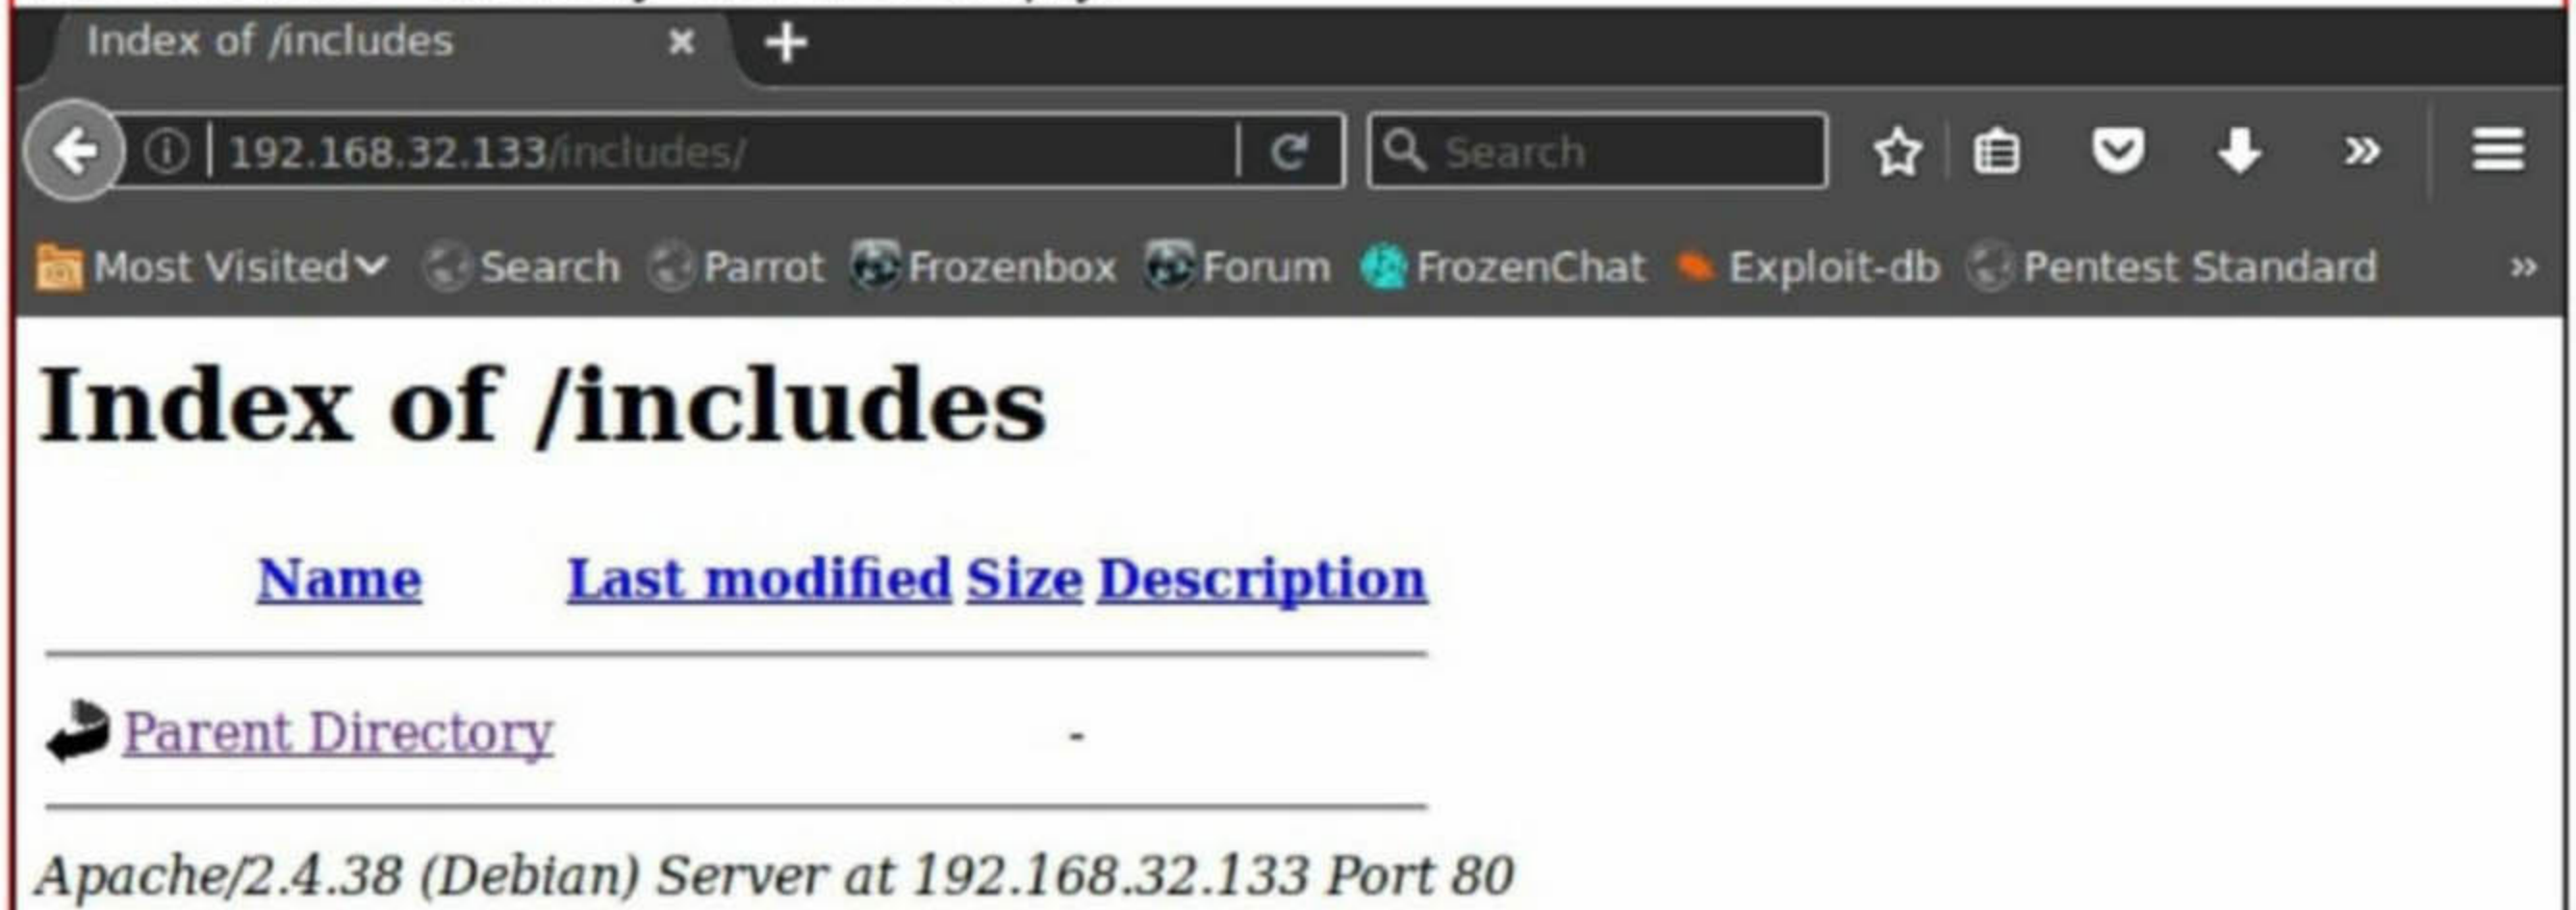 Index of /includes
192.168.32.133/includes/ Search
Most Visited Search Parrot Frozenbox Forum FrozenChat Exploit-db Pentest Standard
Index of /includes
Name Last modified Size Description
Parent Directory -
Apache/2.4.38 (Debian) Server at 192.168.32.133 Port 80